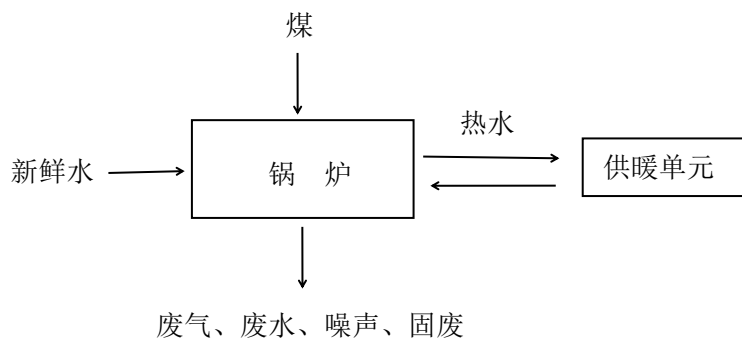 煤
热水
新鲜水
锅 炉
供暖单元
废气、废水、噪声、固废